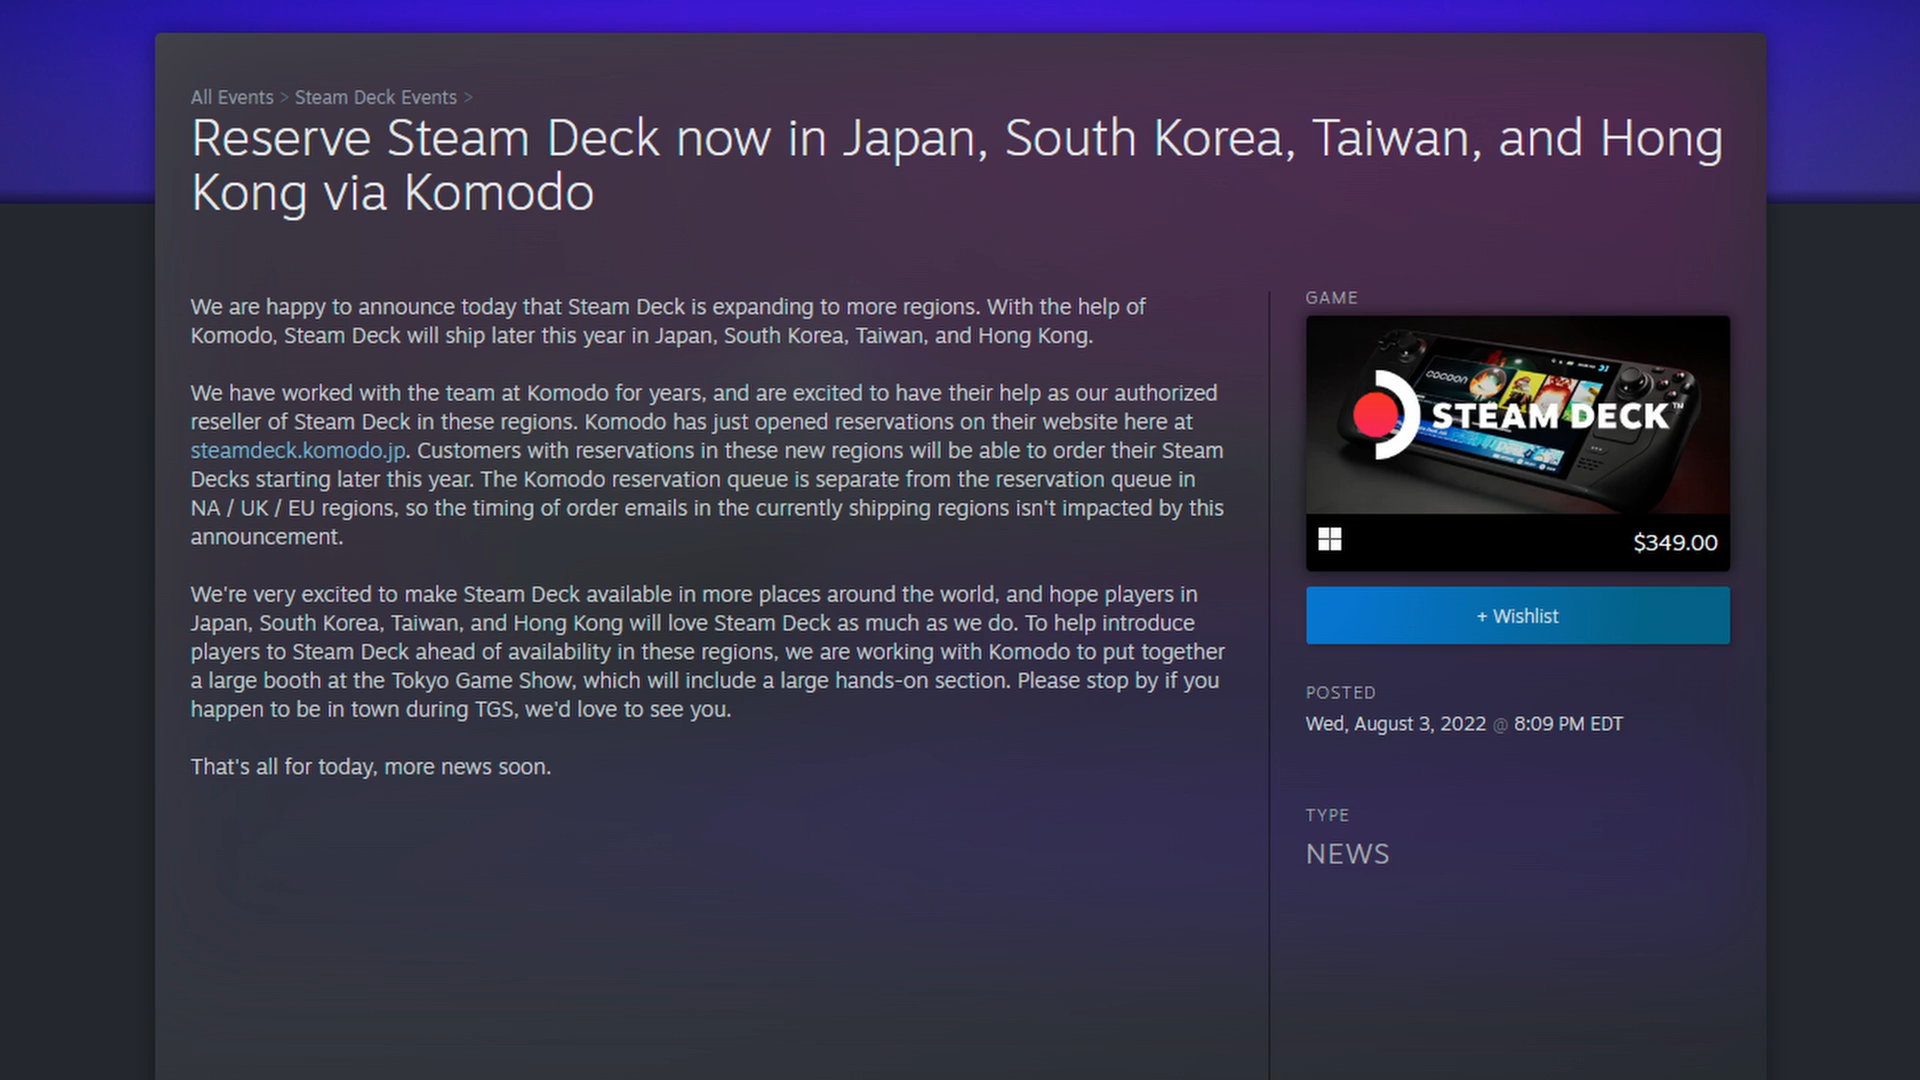 All Events > Steam Deck Events >
Reserve Steam Deck now in Japan, South Korea, Taiwan, and Hong
Kong via Komodo
We are happy to announce today that Steam Deck is expanding to more regions. With the help of
Komodo, Steam Deck will ship later this year in Japan, South Korea, Taiwan, and Hong Kong.
We have worked with the team at Komodo for years, and are excited to have their help as our authorized
reseller of Steam Deck in these regions. Komodo has just opened reservations on their website here at
steamdeck.komodo.jp. Customers with reservations in these new regions will be able to order their Steam
Decks starting later this year. The Komodo reservation queue is separate from the reservation queue in
NA / UK / EU regions, so the timing of order emails in the currently shipping regions isn't impacted by this
announcement.
We're very excited to make Steam Deck available in more places around the world, and hope players in
Japan, South Korea, Taiwan, and Hong Kong will love Steam Deck as much as we do. To help introduce
players to Steam Deck ahead of availability in these regions, we are working with Komodo to put together
a large booth at the Tokyo Game Show, which will include a large hands-on section. Please stop by if you
happen to be in town during TGS, we'd love to see you.
That's all for today, more news soon.
GAME
COCOON
STEAM DECK™
$349.00
+ Wishlist
POSTED
Wed, August 3, 2022 @ 8:09 PM EDT
TYPE
NEWS